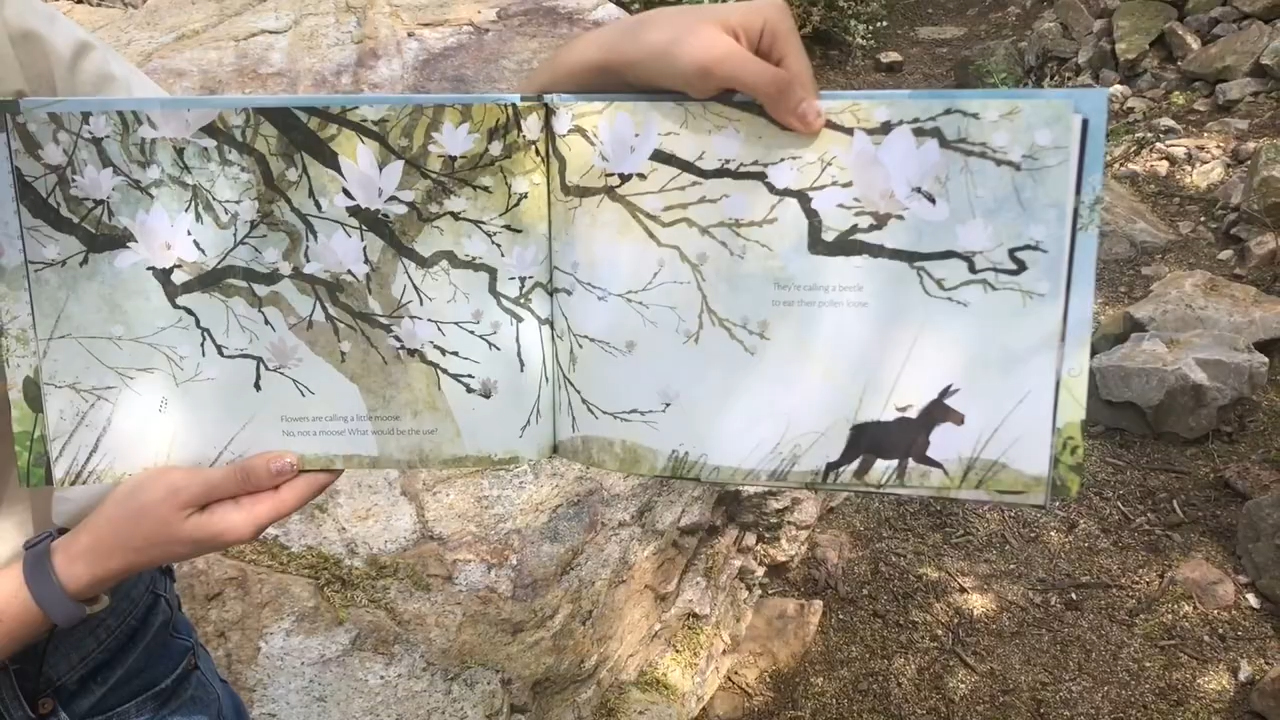 Flowers are calling a little moose.
No, not a moose! What would be the use?
They're calling a beetle
to eat their pollen loose.